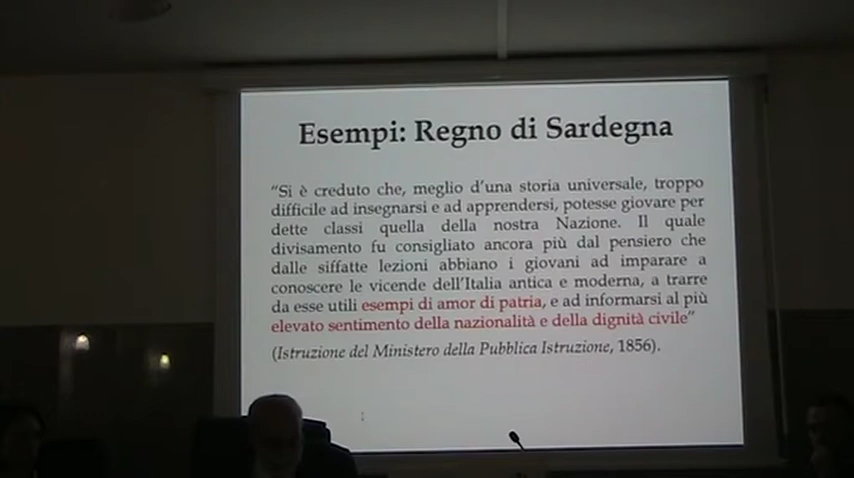 Esempi: Regno di Sardegna
“Si è creduto che, meglio d’una storia universale, troppo
difficile ad insegnarsi e ad apprendersi, potesse giovare per
dette classi quella della nostra Nazione. Il quale
divisamento fu consigliato ancora più dal pensiero che
dalle siffatte lezioni abbiano i giovani ad imparare a
conoscere le vicende dell’Italia antica e moderna, a trarre
da esse utili esempi di amor di patria, e ad informarsi al più
elevato sentimento della nazionalità e della dignità civile”
(Istruzione del Ministero della Pubblica Istruzione, 1856).